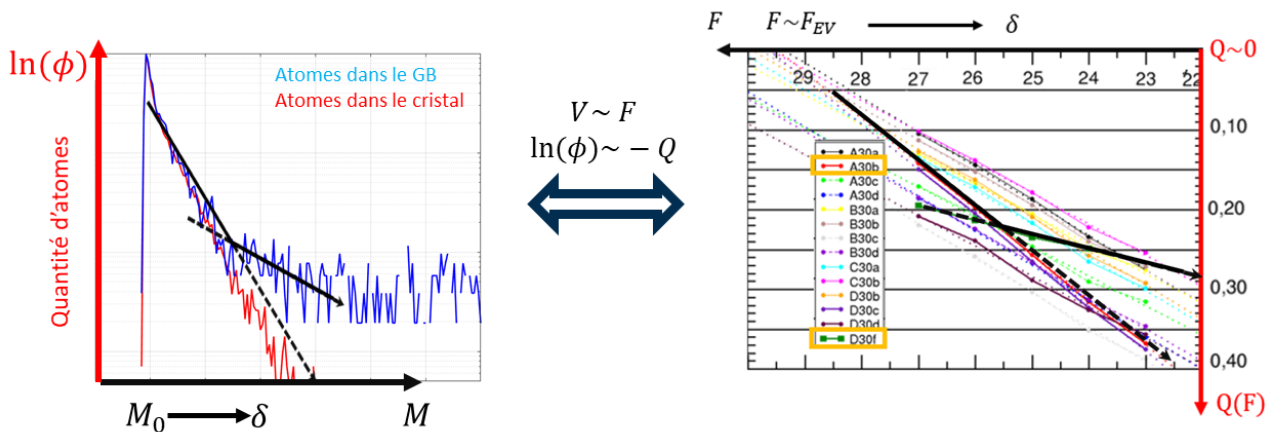 ln(ϕ)
Quantité d'atomes
Atomes dans le GB
Atomes dans le cristal
M₀ δ M
V ~ F
ln(ϕ) ~ − Q
F F~F_EV δ
Q~0
29 28 27 26 25 24 23 22
0,10
0,20
0,30
0,40
A30a
A30b
A30c
A30d
B30a
B30b
B30c
B30d
C30a
C30b
D30b
D30c
D30d
D30f
Q(F)